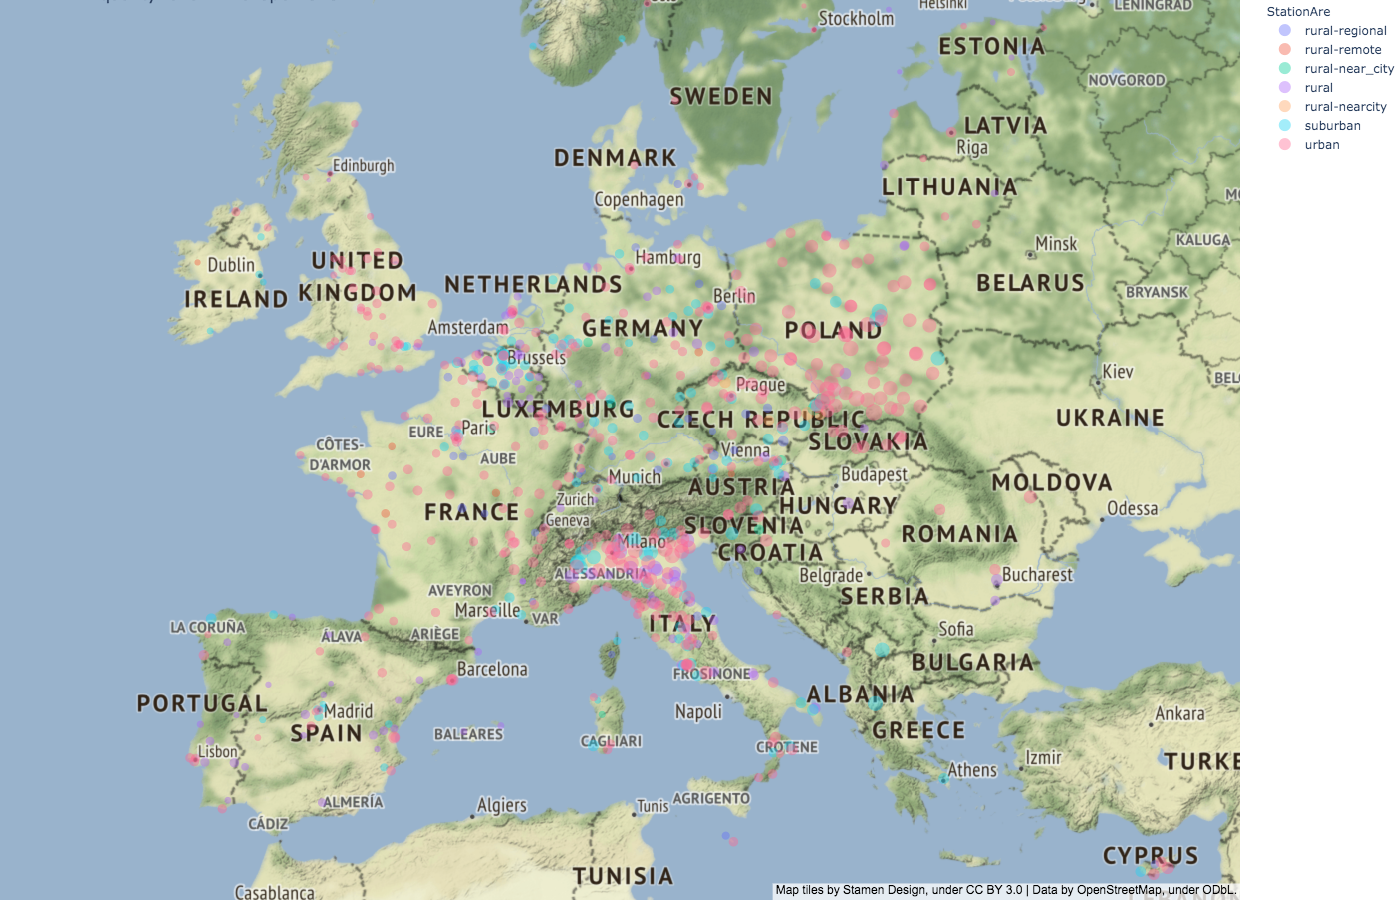 StationAre
rural-regional
rural-remote
rural-near_city
rural
rural-nearcity
suburban
urban
Stockholm
Helsinki
LENINGRAD
ESTONIA
NOVGOROD
SWEDEN
LATVIA
Riga
DENMARK
Edinburgh
LITHUANIA
Copenhagen
Minsk
KALUGA
UNITED
KINGDOM
Dublin
IRELAND
Hamburg
NETHERLANDS
BELARUS
BRYANSK
Berlin
Amsterdam
GERMANY
POLAND
Brussels
Kiev
Prague
LUXEMBURG
CZECH REPUBLIC
UKRAINE
EURE
Paris
CÔTES-
D'ARMOR
AUBE
SLOVAKIA
Vienna
Munich
Budapest
AUSTRIA
MOLDOVA
Zurich
HUNGARY
Odessa
FRANCE
Geneva
SLOVENIA
ROMANIA
Milano
CROATIA
ALESSANDRIA
Belgrade
Bucharest
AVEYRON
SERBIA
Marseille
VAR
LA CORUÑA
ÁLAVA
ARIÈGE
ITALY
Sofia
Barcelona
FROSINONE
BULGARIA
PORTUGAL
Madrid
SPAIN
Napoli
ALBANIA
Ankara
BALEARES
CAGLIARI
CROTENE
GREECE
Lisbon
Izmir
Athens
ALMERÍA
Algiers
Tunis
AGRIGENTO
CÁDIZ
CYPRUS
TUNISIA
Casablanca
Map tiles by Stamen Design, under CC BY 3.0 | Data by OpenStreetMap, under ODbL.